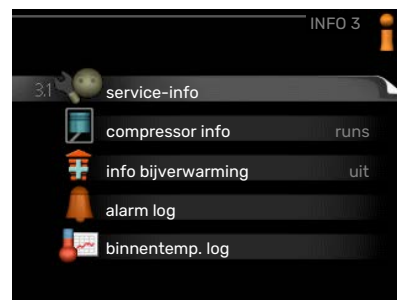 INFO 3
3.1 service-info
compressor info runs
info bijverwarming uit
alarm log
binnentemp. log